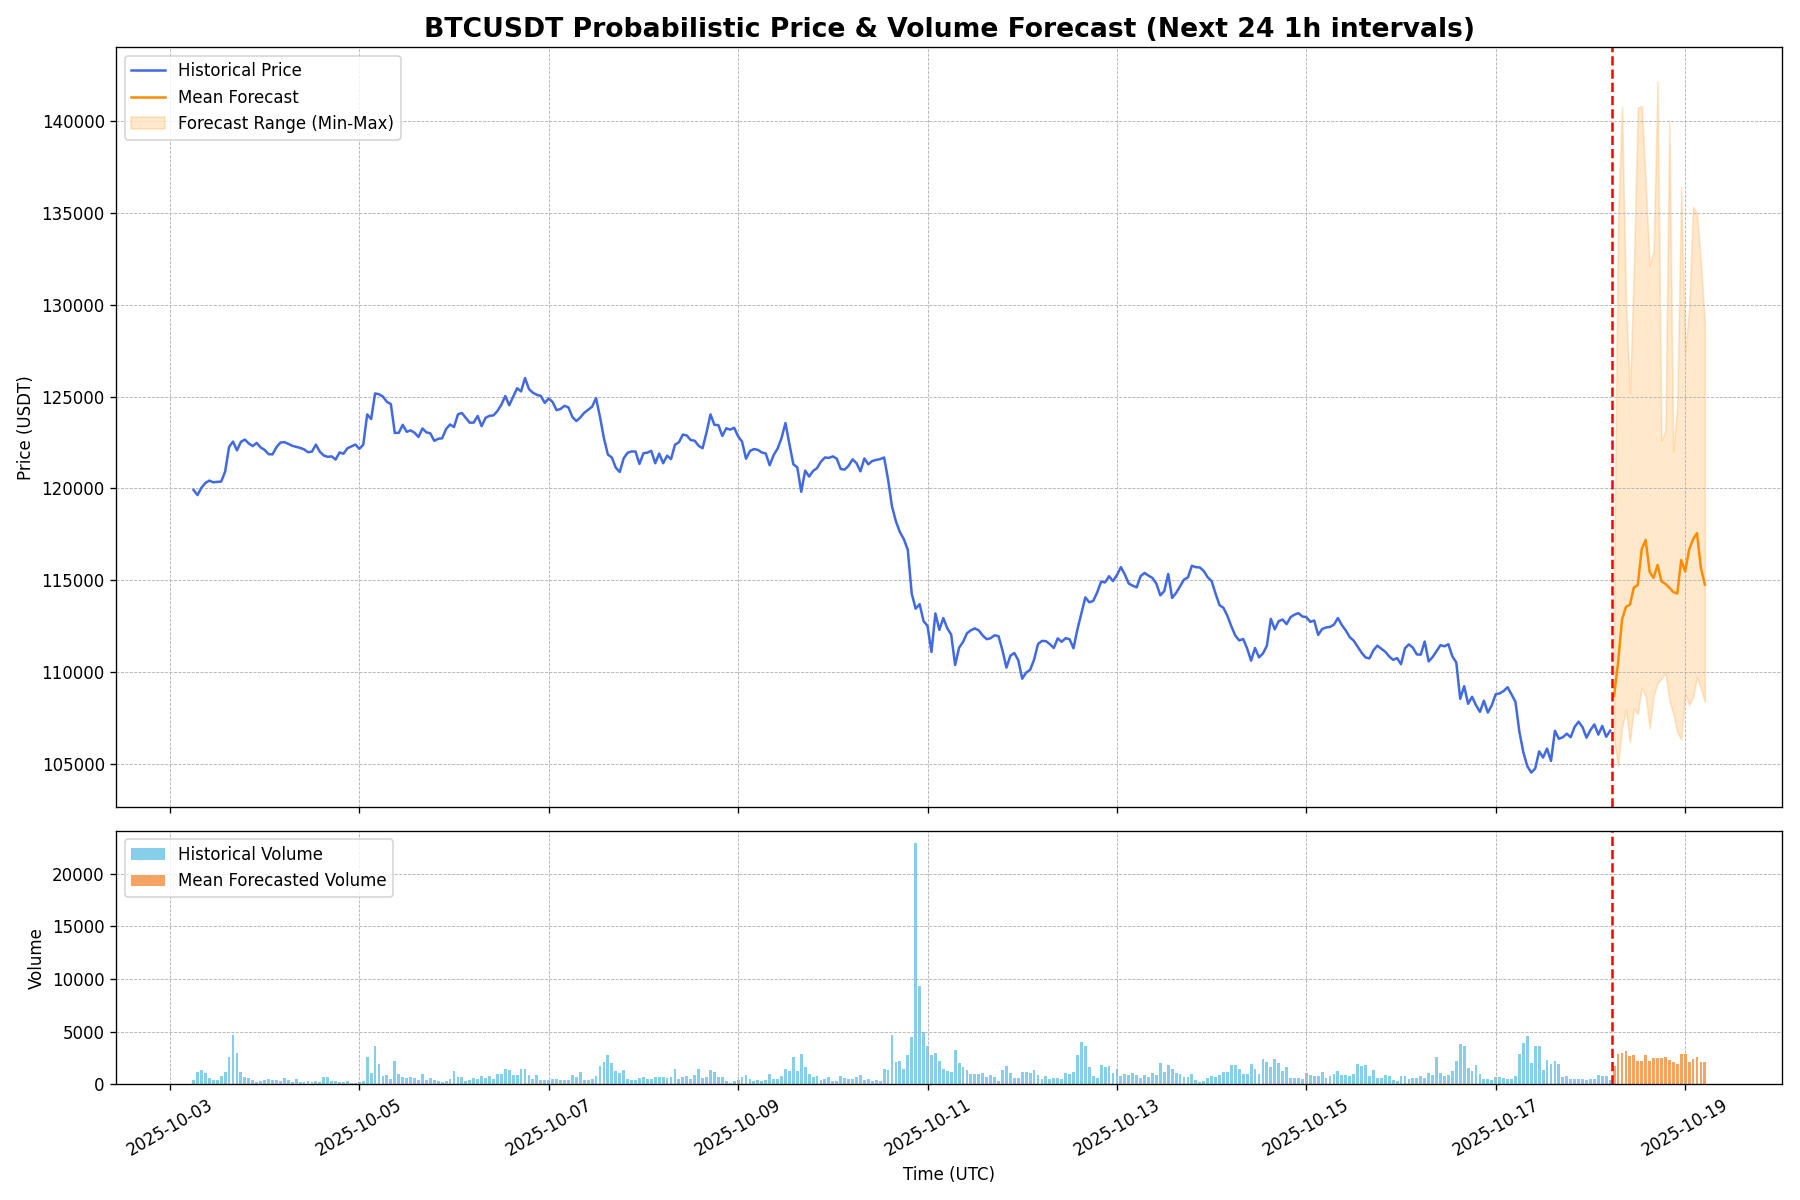 BTCUSDT Probabilistic Price & Volume Forecast (Next 24 1h intervals)
Historical Price
Mean Forecast
Forecast Range (Min-Max)
140000
135000
130000
125000
120000
115000
110000
105000
Price (USDT)
Historical Volume
Mean Forecasted Volume
20000
15000
10000
5000
0
Volume
2025-10-03
2025-10-05
2025-10-07
2025-10-09
2025-10-11
2025-10-13
2025-10-15
2025-10-17
2025-10-19
Time (UTC)